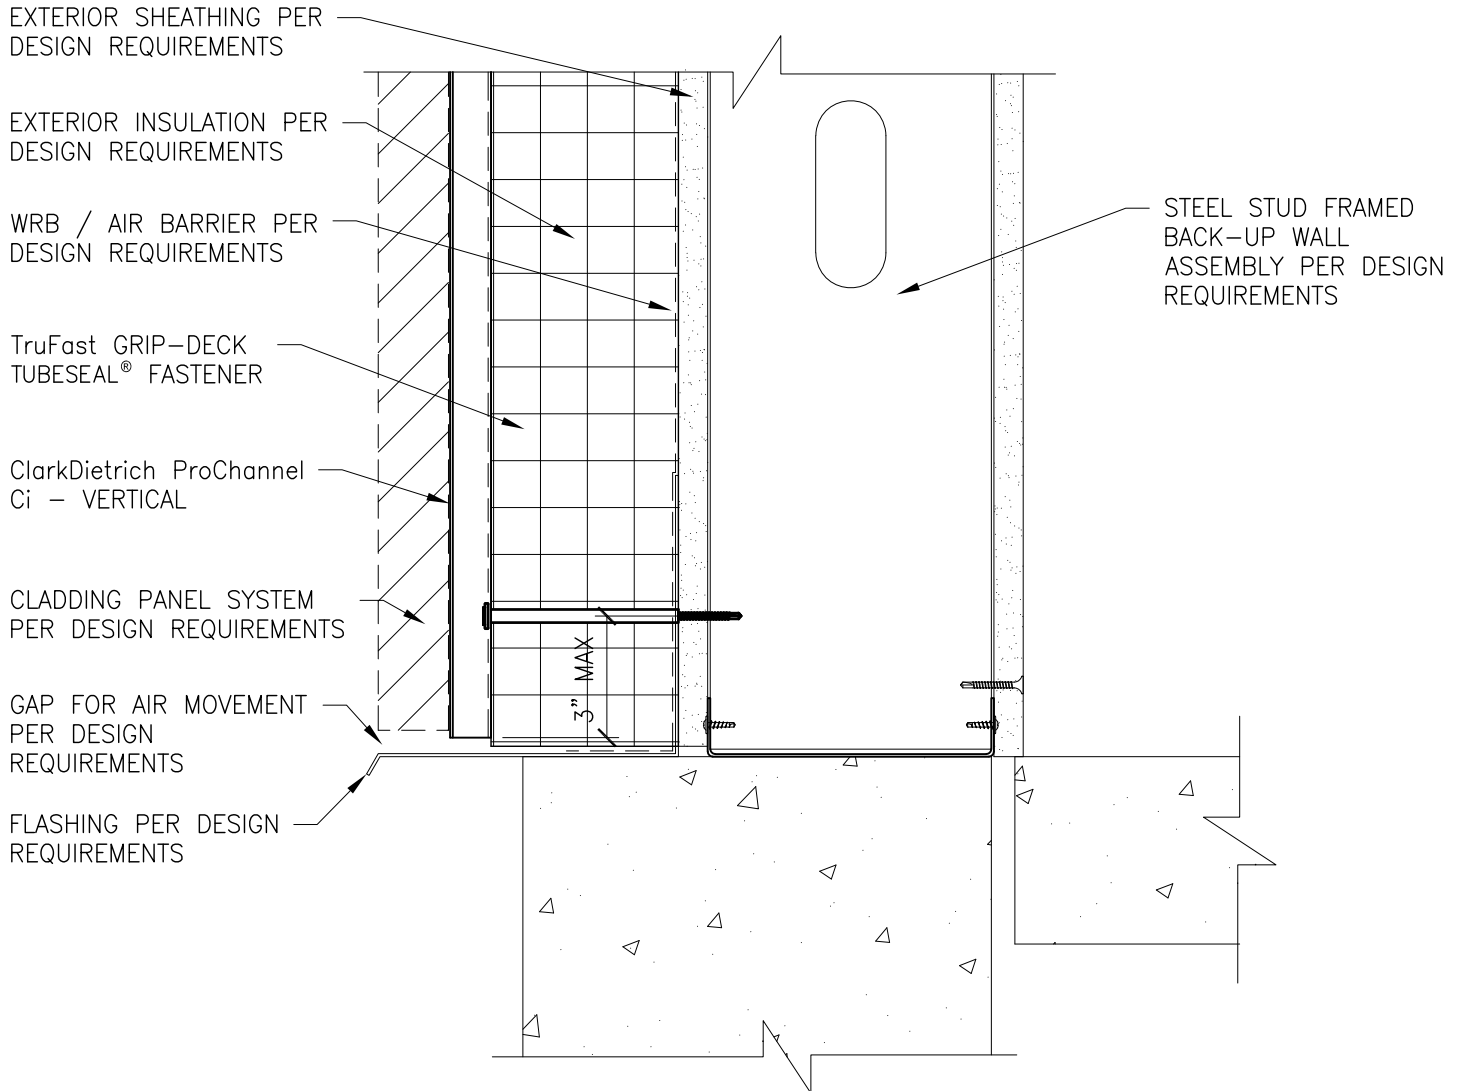 EXTERIOR SHEATHING PER
DESIGN REQUIREMENTS
EXTERIOR INSULATION PER
DESIGN REQUIREMENTS
WRB / AIR BARRIER PER
DESIGN REQUIREMENTS
TruFast GRIP-DECK
TUBESEAL® FASTENER
ClarkDietrich ProChannel
Ci - VERTICAL
CLADDING PANEL SYSTEM
PER DESIGN REQUIREMENTS
GAP FOR AIR MOVEMENT
PER DESIGN
REQUIREMENTS
FLASHING PER DESIGN
REQUIREMENTS
3" MAX
STEEL STUD FRAMED
BACK-UP WALL
ASSEMBLY PER DESIGN
REQUIREMENTS